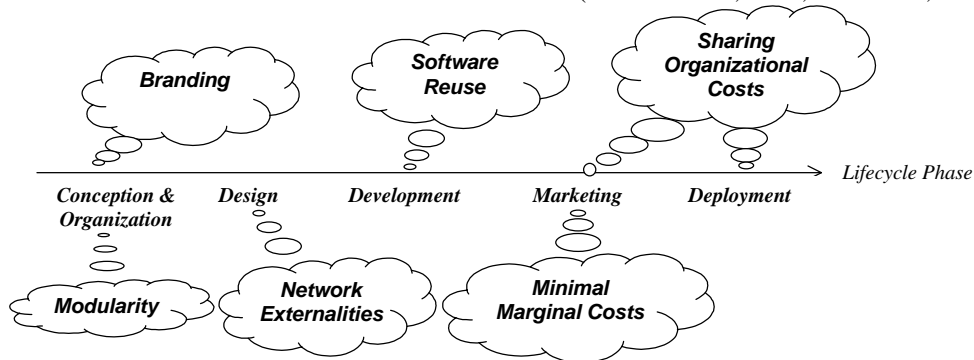 Branding
Software
Reuse
Sharing
Organizational
Costs
Lifecycle Phase
Conception &
Organization
Design
Development
Marketing
Deployment
Modularity
Network
Externalities
Minimal
Marginal Costs